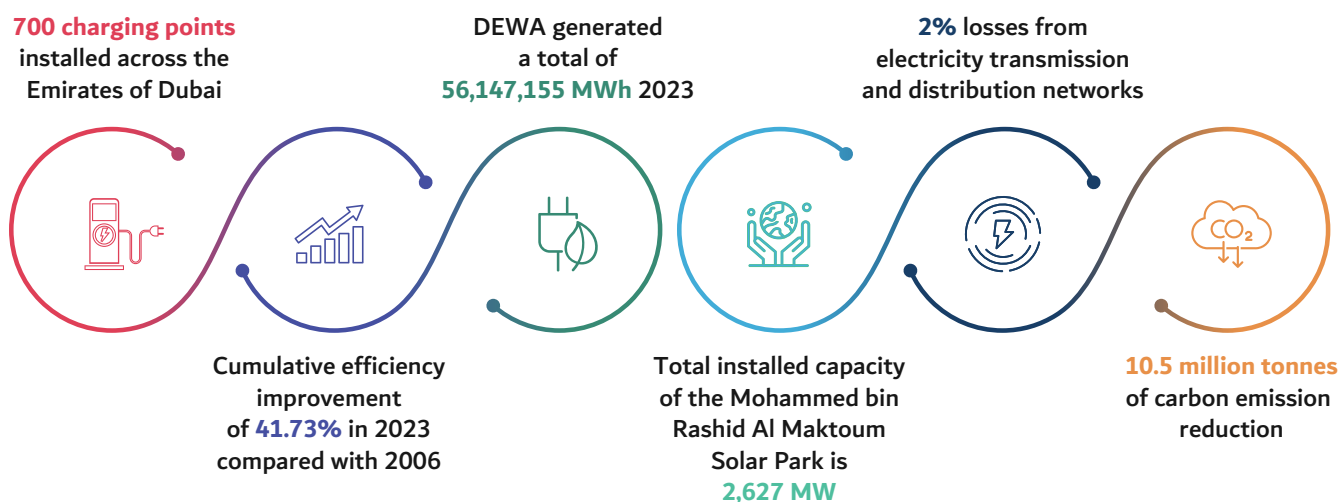 700 charging points
installed across the
Emirates of Dubai
Cumulative efficiency
improvement
of 41.73% in 2023
compared with 2006
DEWA generated
a total of
56,147,155 MWh 2023
Total installed capacity
of the Mohammed bin
Rashid Al Maktoum
Solar Park is
2,627 MW
2% losses from
electricity transmission
and distribution networks
CO2
10.5 million tonnes
of carbon emission
reduction